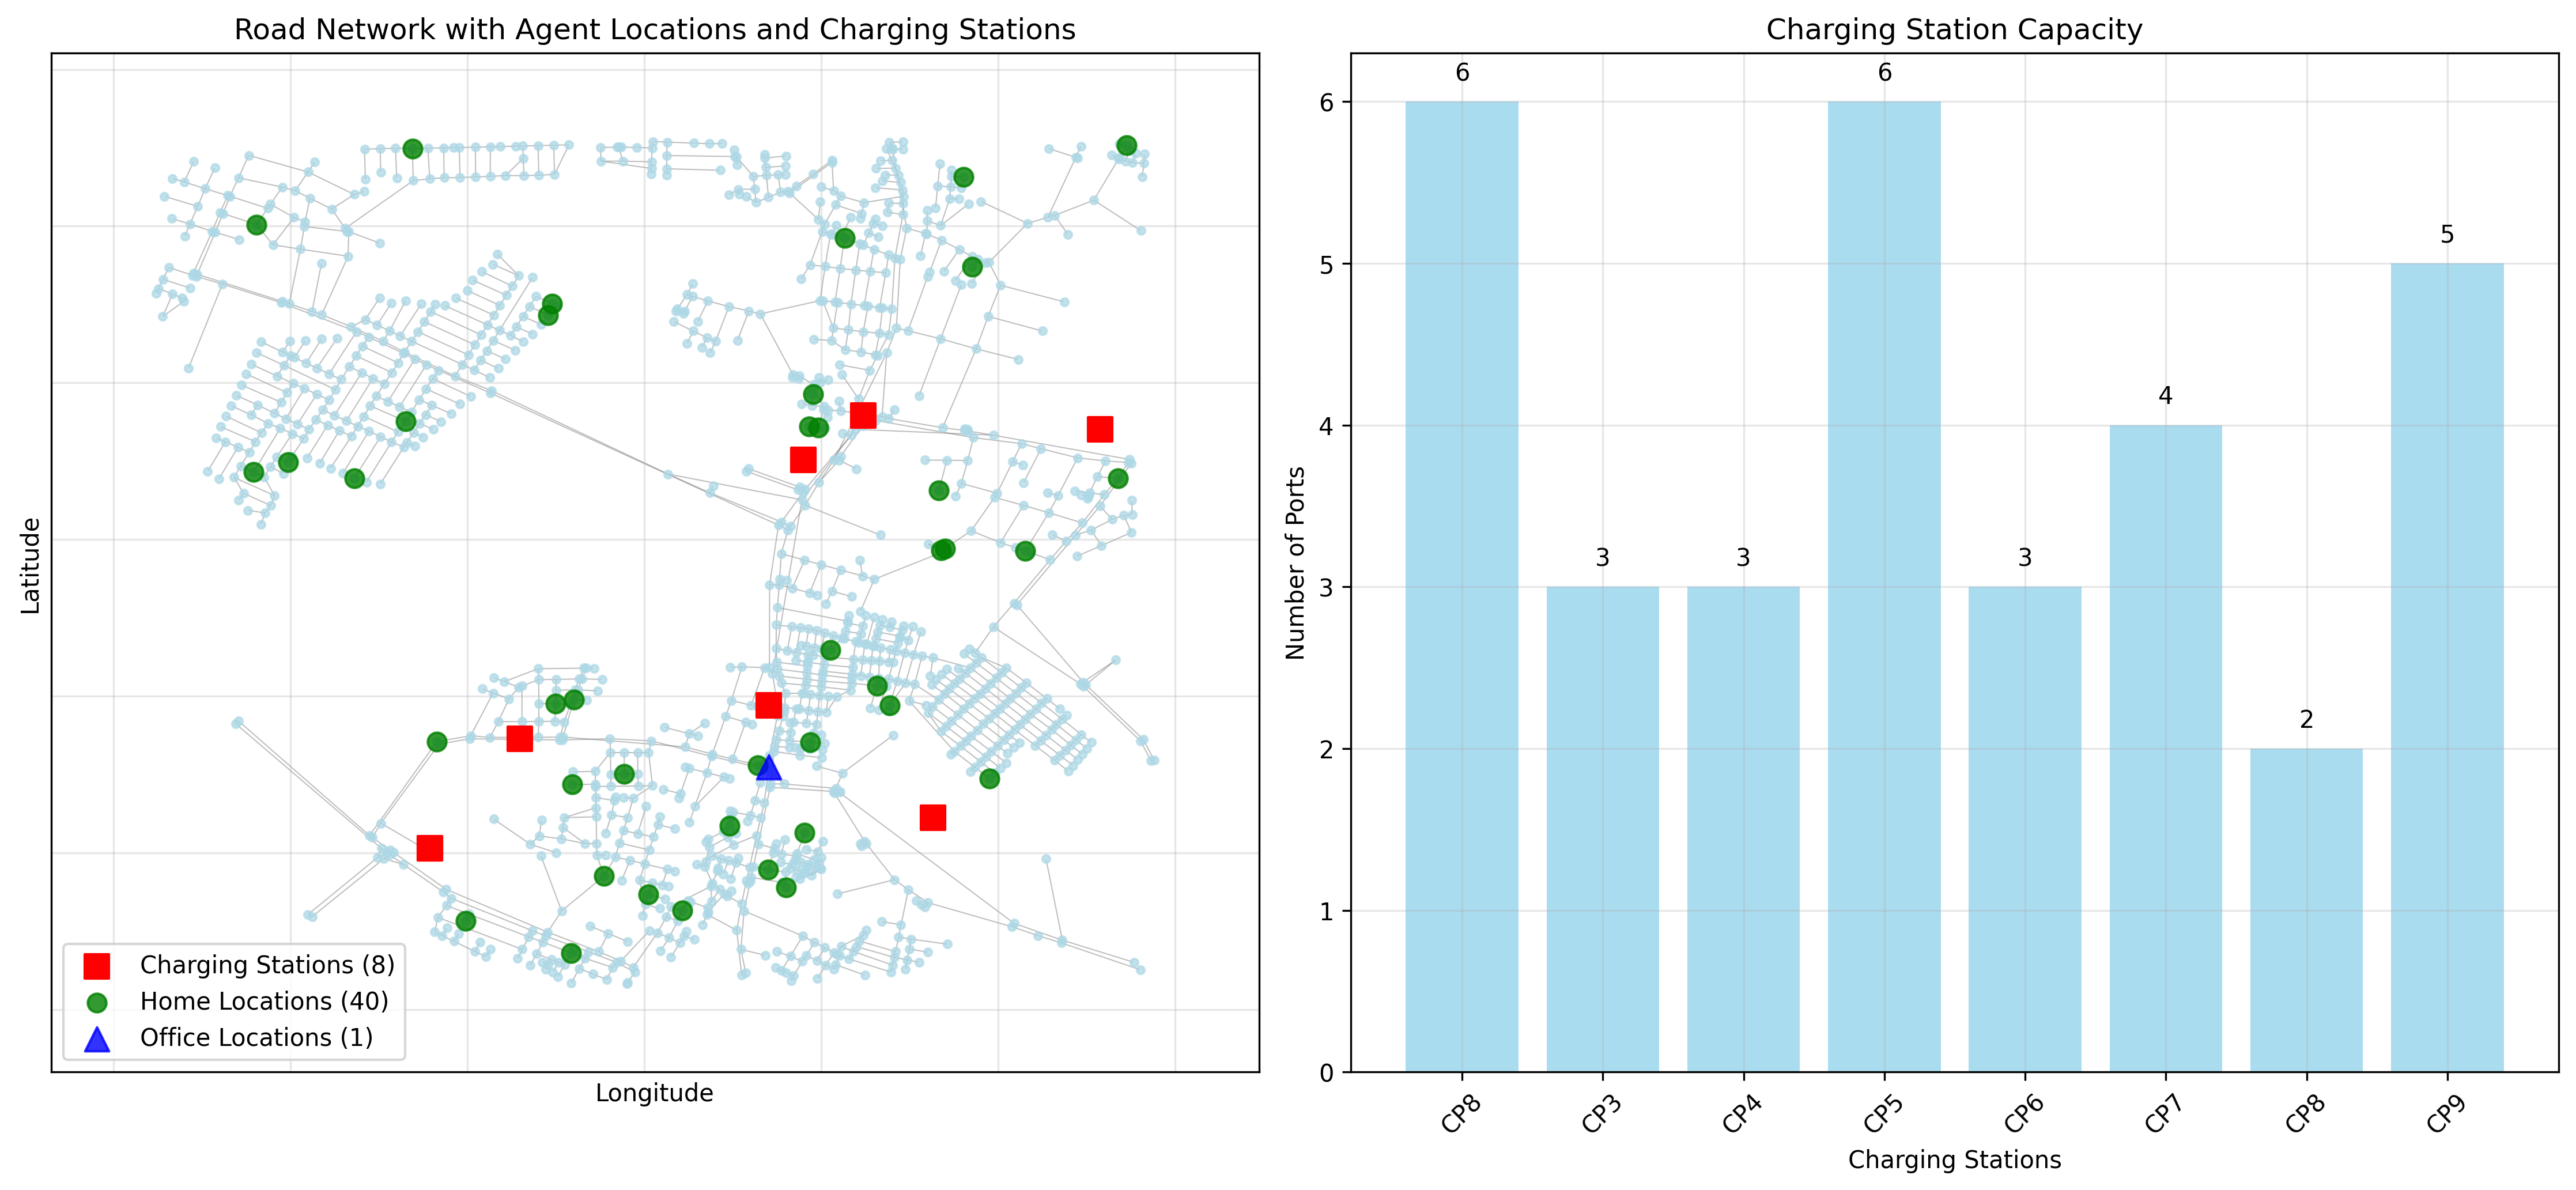 Road Network with Agent Locations and Charging Stations
Latitude
Longitude
Charging Stations (8)
Home Locations (40)
Office Locations (1)
Charging Station Capacity
Number of Ports
6
5
4
3
2
1
0
6
3
3
6
3
4
2
5
CP8
CP3
CP4
CP5
CP6
CP7
CP8
CP9
Charging Stations